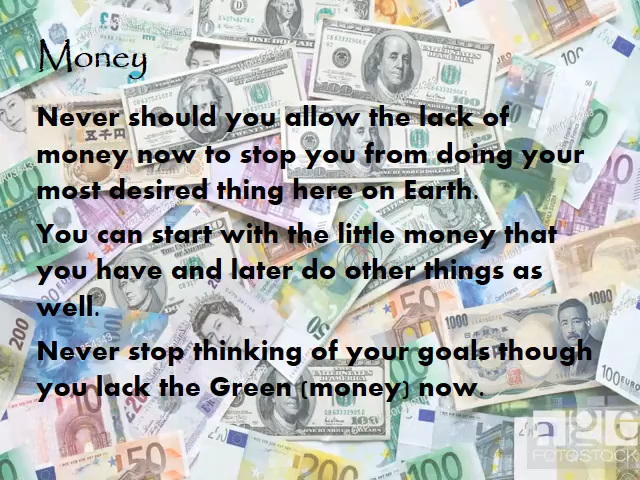 Money
Never should you allow the lack of
money now to stop you from doing your
most desired thing here on Earth.
You can start with the little money that
you have and later do other things as
well.
Never stop thinking of your goals though
you lack the Green (money) now.
age
FOTOSTOCK